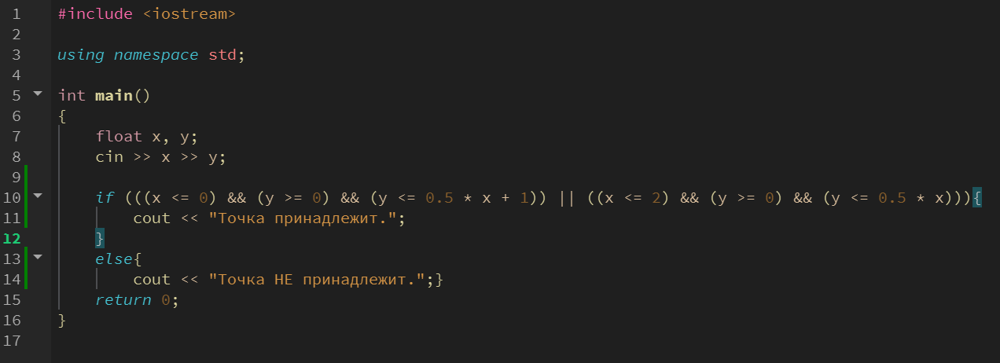 1 #include <iostream>
2
3 using namespace std;
4
5 int main()
6 {
7 float x, y;
8 cin >> x >> y;
9
10 if (((x <= 0) && (y >= 0) && (y <= 0.5 * x + 1)) || ((x <= 2) && (y >= 0) && (y <= 0.5 * x))){
11 cout << "Точка принадлежит.";
12 }
13 else{
14 cout << "Точка НЕ принадлежит.";}
15 return 0;
16 }
17